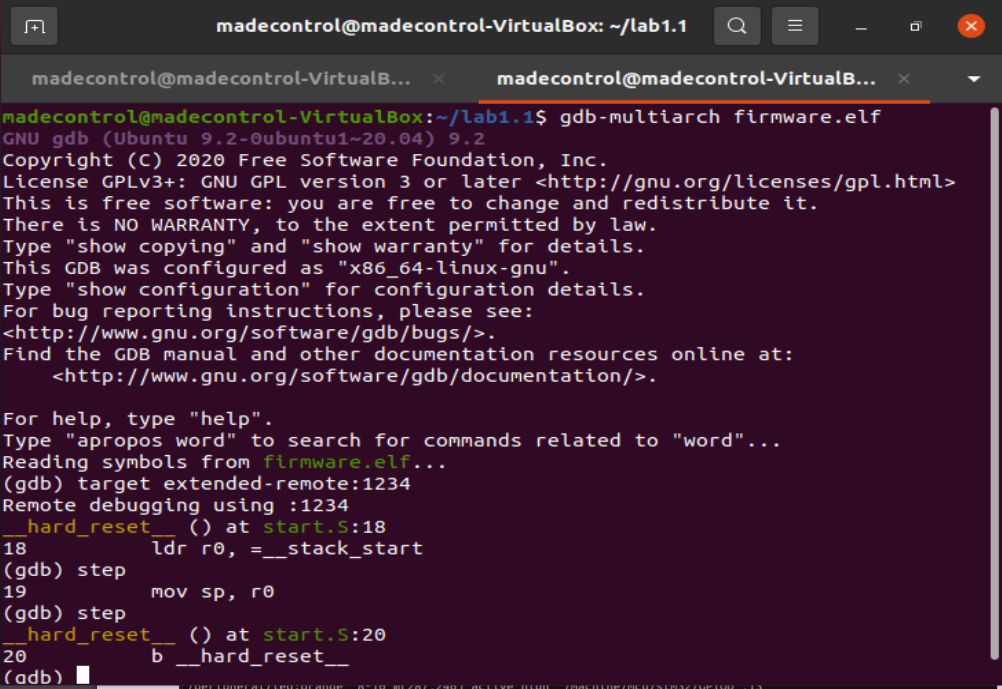 madecontrol@madecontrol-VirtualBox: ~/lab1.1
madecontrol@madecontrol-VirtualB...
madecontrol@madecontrol-VirtualB...
madecontrol@madecontrol-VirtualBox:~/lab1.1$ gdb-multiarch firmware.elf
GNU gdb (Ubuntu 9.2-0ubuntu1~20.04) 9.2
Copyright (C) 2020 Free Software Foundation, Inc.
License GPLv3+: GNU GPL version 3 or later <http://gnu.org/licenses/gpl.html>
This is free software: you are free to change and redistribute it.
There is NO WARRANTY, to the extent permitted by law.
Type "show copying" and "show warranty" for details.
This GDB was configured as "x86_64-linux-gnu".
Type "show configuration" for configuration details.
For bug reporting instructions, please see:
<http://www.gnu.org/software/gdb/bugs/>.
Find the GDB manual and other documentation resources online at:
    <http://www.gnu.org/software/gdb/documentation/>.
For help, type "help".
Type "apropos word" to search for commands related to "word"...
Reading symbols from firmware.elf...
(gdb) target extended-remote:1234
Remote debugging using :1234
__hard_reset__ () at start.S:18
18          ldr r0, =__stack_start
(gdb) step
19          mov sp, r0
(gdb) step
__hard_reset__ () at start.S:20
20          b __hard_reset__
(gdb)